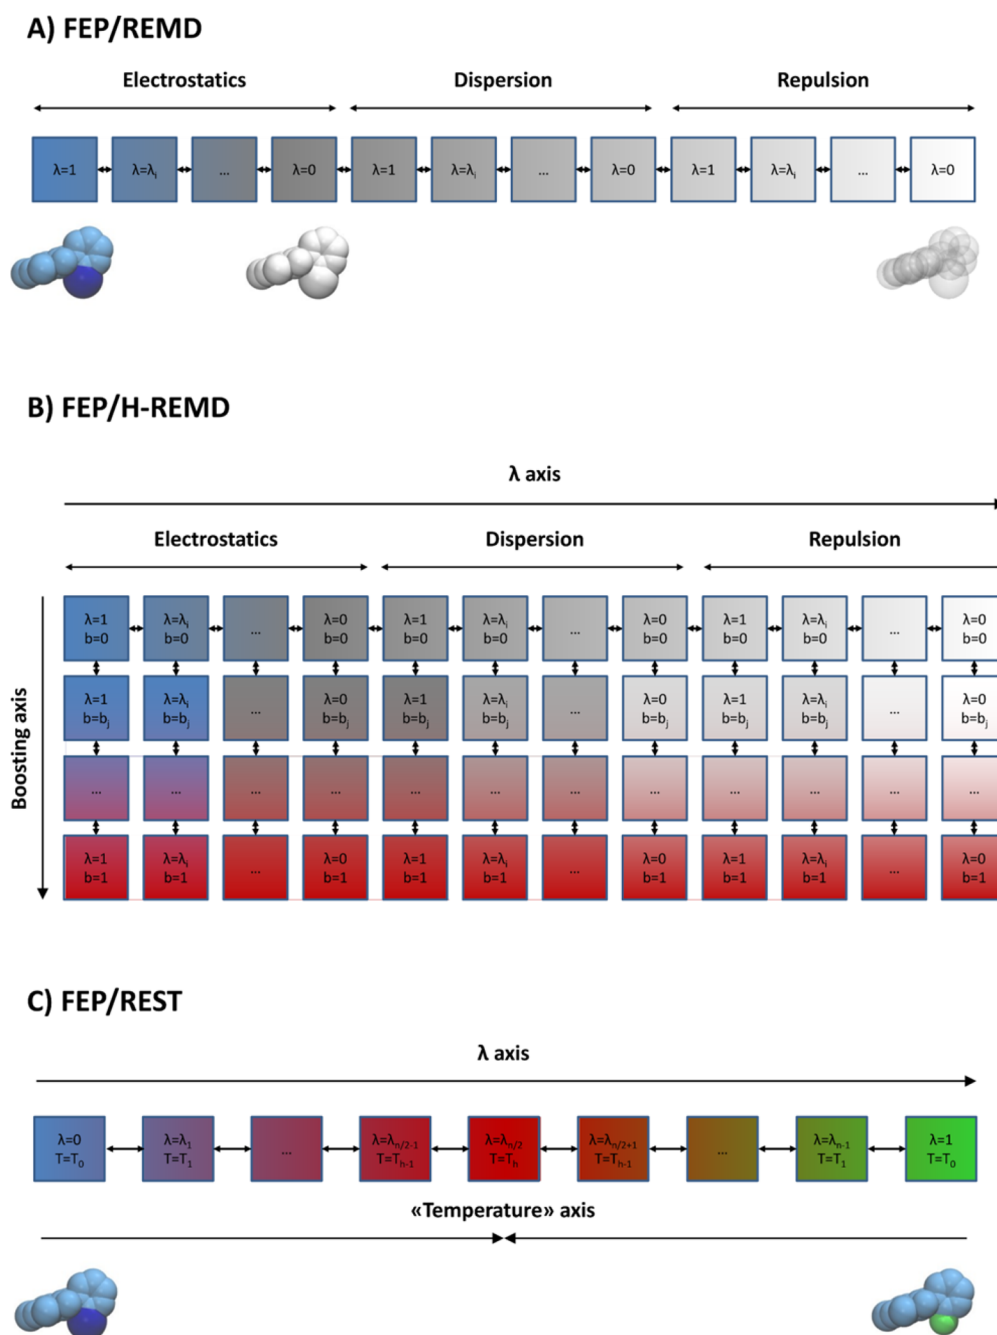 A) FEP/REMD
Electrostatics Dispersion Repulsion
λ=1 λ=λi ... λ=0 λ=1 λ=λi ... λ=0 λ=1 λ=λi ... λ=0
B) FEP/H-REMD
λ axis
Electrostatics Dispersion Repulsion
Boosting axis
λ=1 λ=λi ... λ=0 λ=1 λ=λi ... λ=0 λ=1 λ=λi ... λ=0
b=0 b=0 b=0 b=0 b=0 b=0 b=0 b=0 b=0
λ=1 λ=λi ... λ=0 λ=1 λ=λi ... λ=0 λ=1 λ=λi ... λ=0
b=bj b=bj b=bj b=bj b=bj b=bj b=bj b=bj b=bj
... ... ... ... ... ... ... ... ... ... ... ...
λ=1 λ=λi ... λ=0 λ=1 λ=λi ... λ=0 λ=1 λ=λi ... λ=0
b=1 b=1 b=1 b=1 b=1 b=1 b=1 b=1 b=1
C) FEP/REST
λ axis
λ=0 λ=λ1 ... λ=λn/2-1 λ=λn/2 λ=λn/2+1 ... λ=λn-1 λ=1
T=T0 T=T1 T=Th-1 T=Th T=Th-1 T=T1 T=T0
«Temperature» axis